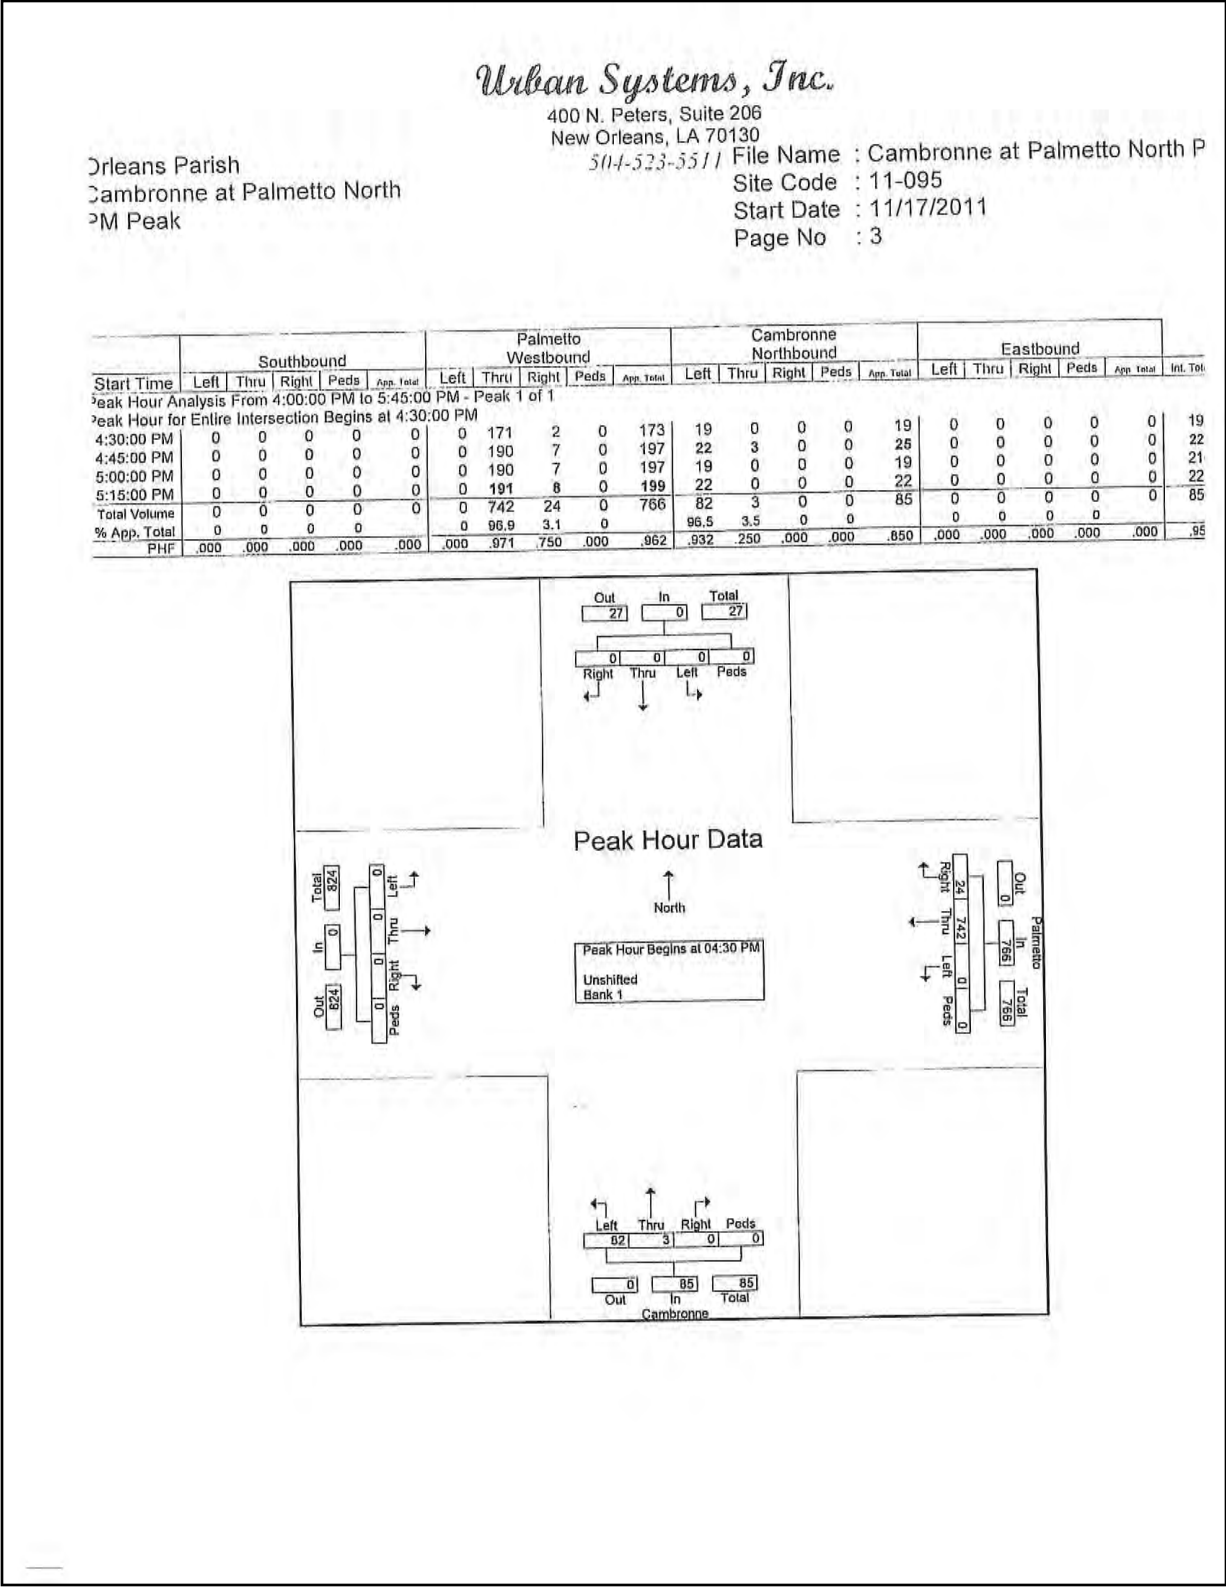 Urban Systems, Inc.
400 N. Peters, Suite 206
New Orleans, LA 70130
504-523-5511
Orleans Parish
Cambronne at Palmetto North
PM Peak
File Name : Cambronne at Palmetto North P
Site Code : 11-095
Start Date : 11/17/2011
Page No : 3
Southbound Palmetto Westbound Cambronne Northbound Eastbound
Start Time Left Thru Right Peds App. Total Left Thru Right Peds App. Total Left Thru Right Peds App. Total Left Thru Right Peds App. Total Int. Tot
Peak Hour Analysis From 4:00:00 PM to 5:45:00 PM - Peak 1 of 1
Peak Hour for Entire Intersection Begins at 4:30:00 PM
4:30:00 PM 0 0 0 0 0 0 171 2 0 173 19 0 0 0 19 0 0 0 0 0 19
4:45:00 PM 0 0 0 0 0 0 190 7 0 197 22 3 0 0 25 0 0 0 0 0 22
5:00:00 PM 0 0 0 0 0 0 190 7 0 197 19 0 0 0 19 0 0 0 0 0 21
5:15:00 PM 0 0 0 0 0 0 191 8 0 199 22 0 0 0 22 0 0 0 0 0 22
Total Volume 0 0 0 0 0 0 742 24 0 766 82 3 0 0 85 0 0 0 0 0 85
% App. Total 0 0 0 0 0 96.9 3.1 0 96.5 3.5 0 0 0 0 0 0
PHF .000 .000 .000 .000 .000 .000 .971 .750 .000 .962 .932 .250 .000 .000 .850 .000 .000 .000 .000 .000 .95
Out In Total
27 0 27
0 0 0 0
Right Thru Left Peds
Peak Hour Data
North
Peak Hour Begins at 04:30 PM
Unshifted
Bank 1
Total In Out
824 0 824
0 0 0 0
Left Thru Right Peds
Right Thru Left Peds
24 742 0 0
Out In Total
0 766 766
Palmetto
Left Thru Right Peds
82 3 0 0
0 85 85
Out In Total
Cambronne